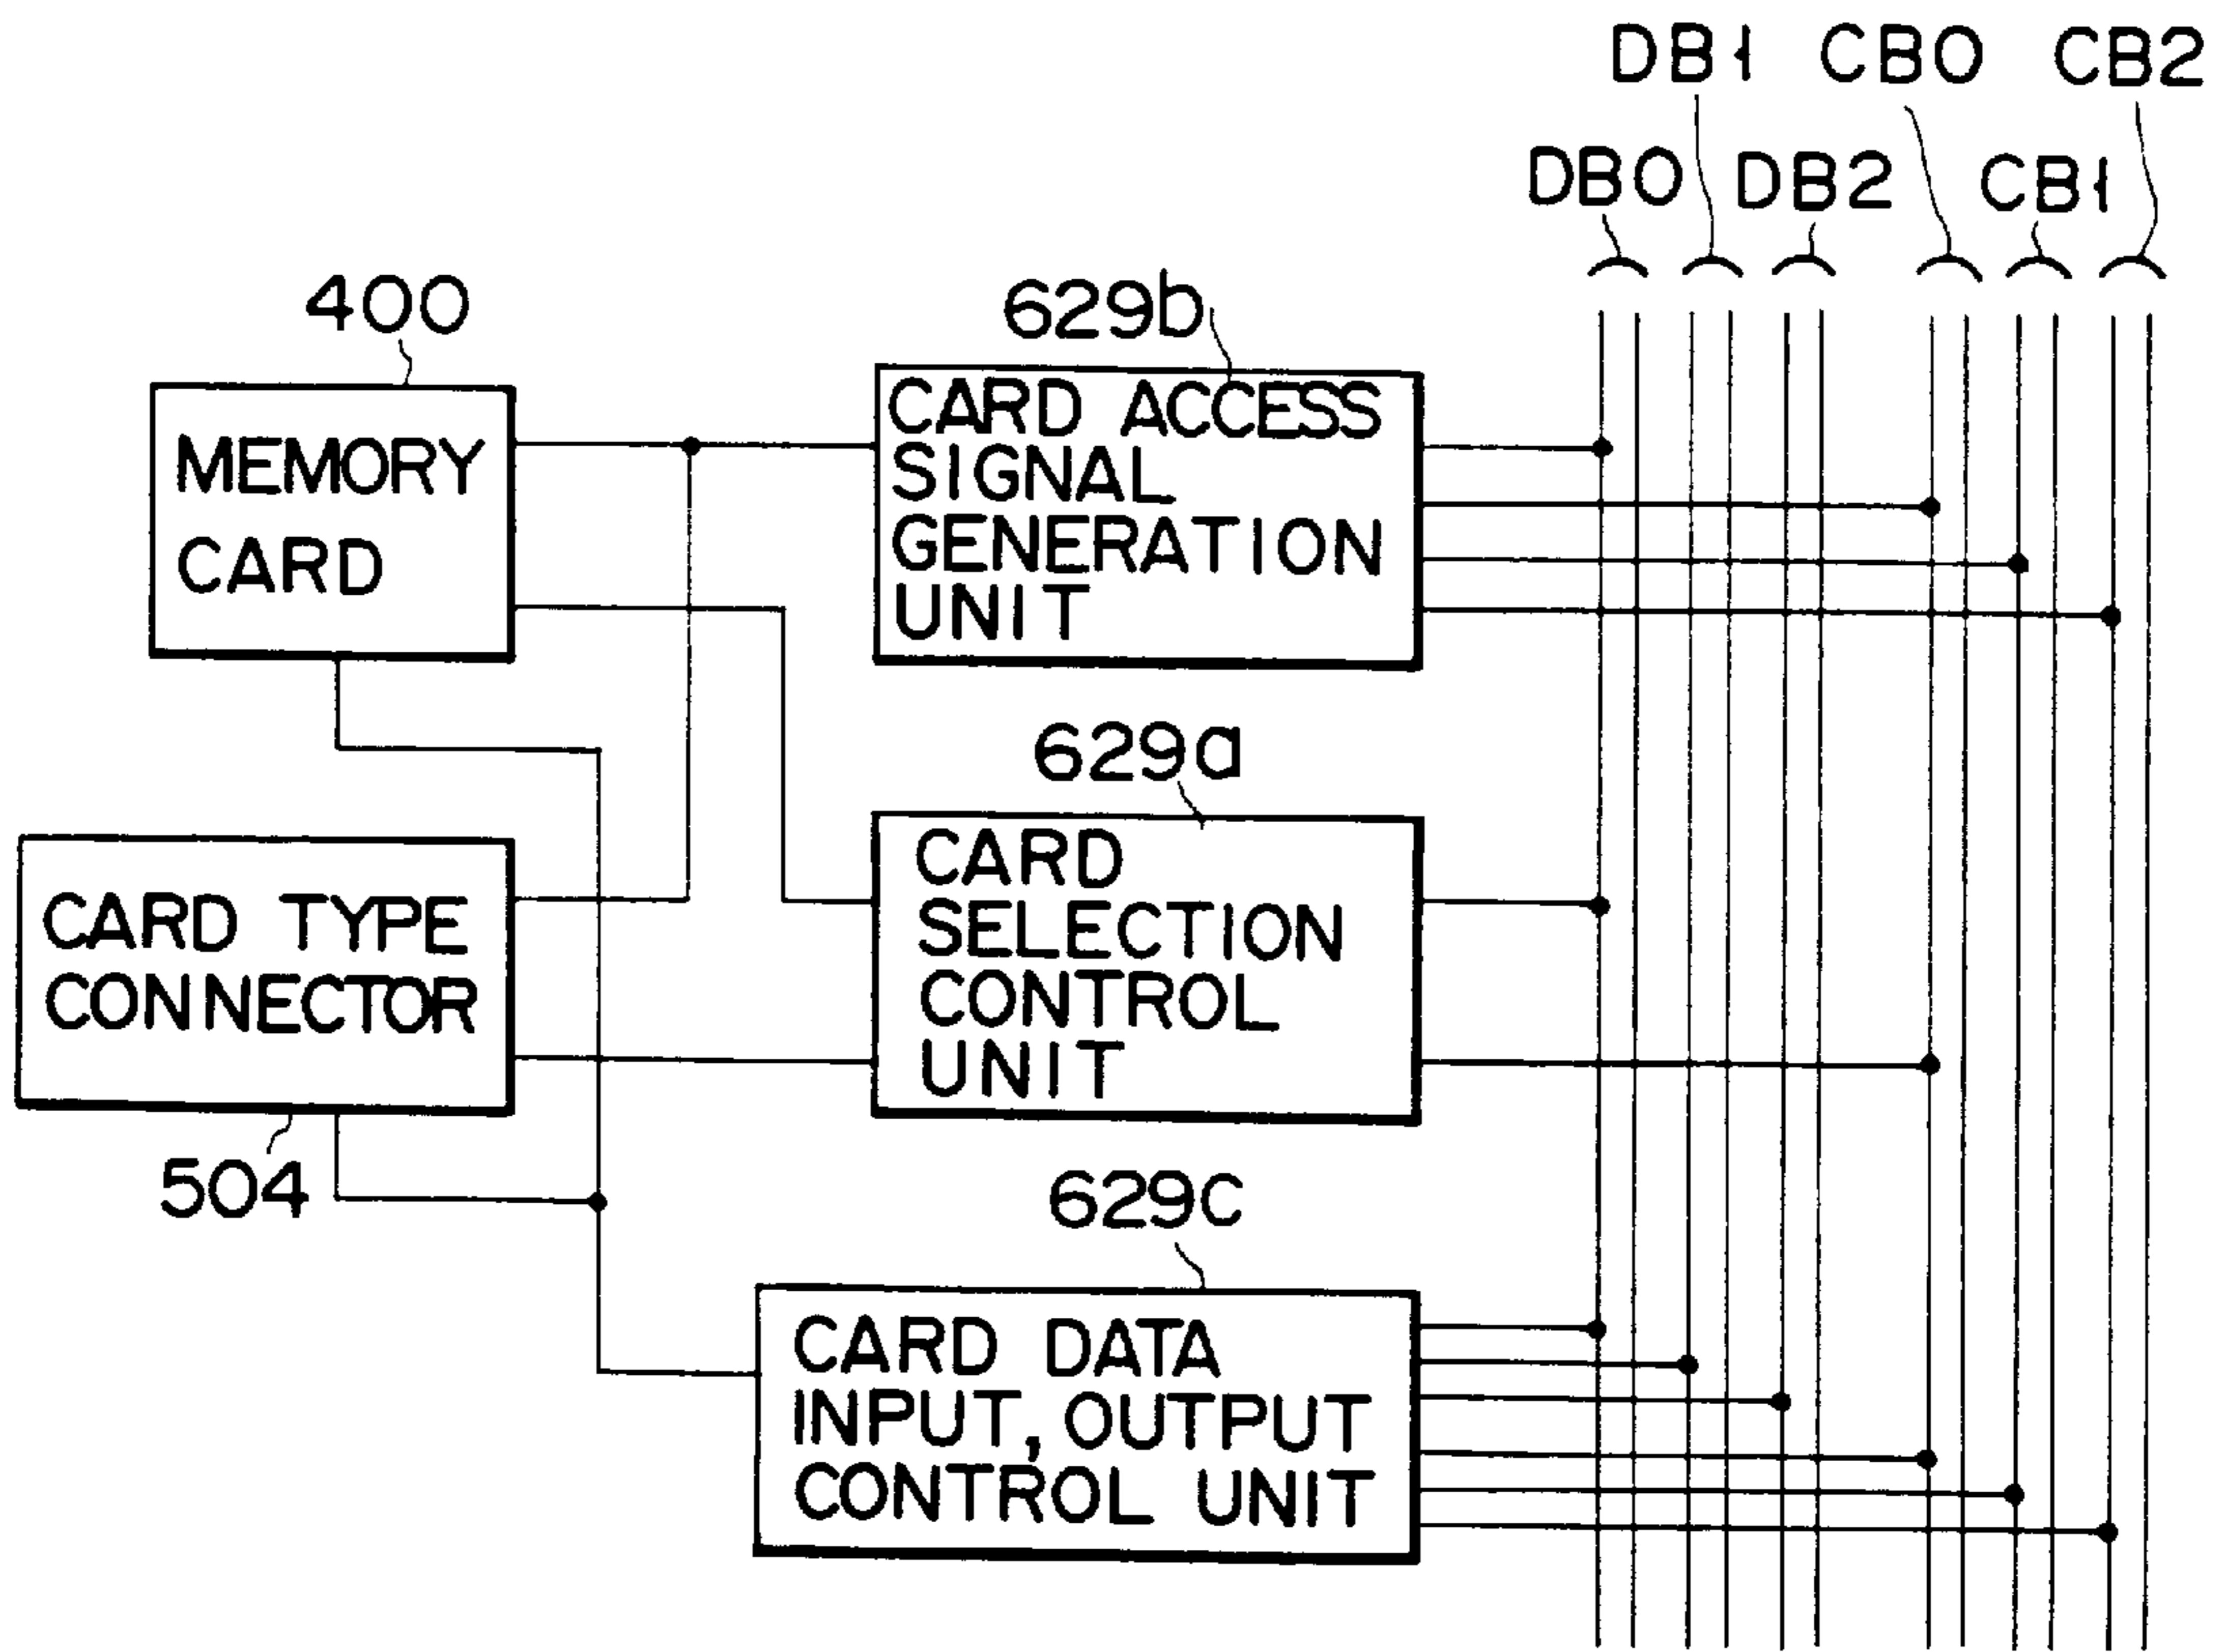 DB1 CB0 CB2
DB0 DB2 CB1
400
629b
MEMORY
CARD
CARD ACCESS
SIGNAL
GENERATION
UNIT
629a
CARD TYPE
CONNECTOR
504
CARD
SELECTION
CONTROL
UNIT
629c
CARD DATA
INPUT, OUTPUT
CONTROL UNIT